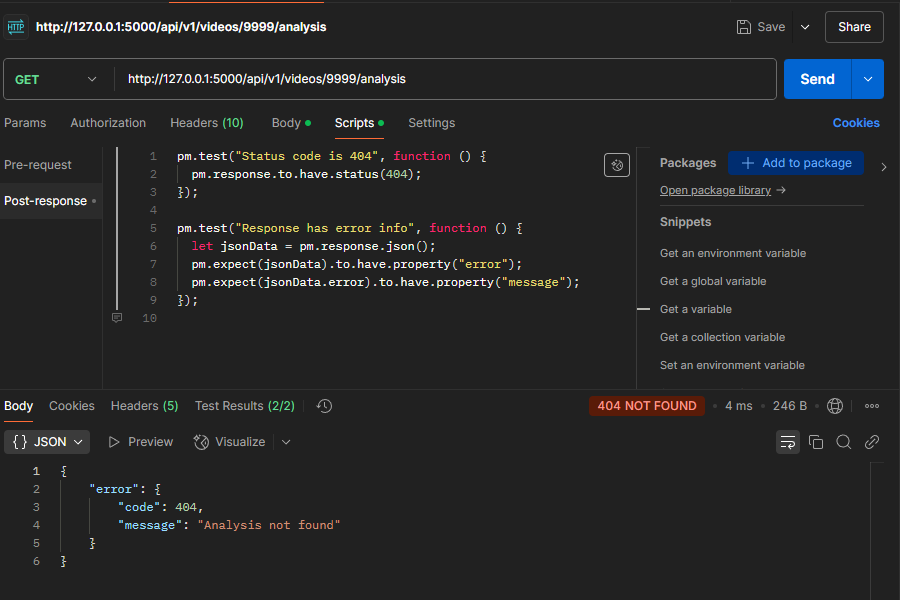 HTTP http://127.0.0.1:5000/api/v1/videos/9999/analysis Save Share
GET http://127.0.0.1:5000/api/v1/videos/9999/analysis Send
Params Authorization Headers (10) Body Scripts Settings Cookies
Pre-request
Post-response
1 pm.test("Status code is 404", function () {
2 pm.response.to.have.status(404);
3 });
4
5 pm.test("Response has error info", function () {
6 let jsonData = pm.response.json();
7 pm.expect(jsonData).to.have.property("error");
8 pm.expect(jsonData.error).to.have.property("message");
9 });
10
Packages + Add to package
Open package library →
Snippets
Get an environment variable
Get a global variable
Get a variable
Get a collection variable
Set an environment variable
Body Cookies Headers (5) Test Results (2/2) 404 NOT FOUND • 4 ms • 246 B •
{} JSON Preview Visualize
1 {
2 "error": {
3 "code": 404,
4 "message": "Analysis not found"
5 }
6 }